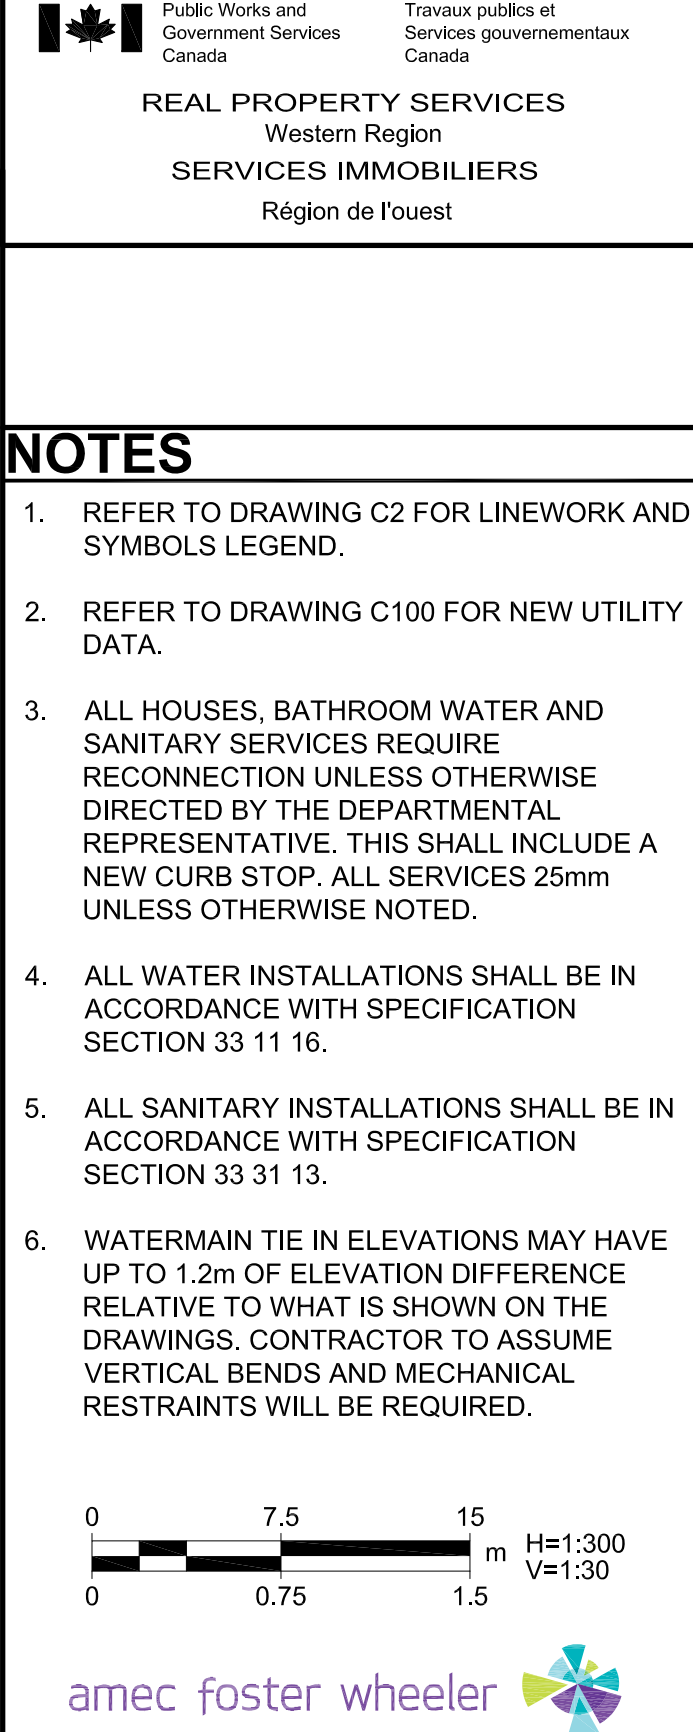 Public Works and
Government Services
Canada
Travaux publics et
Services gouvernementaux
Canada
REAL PROPERTY SERVICES
Western Region
SERVICES IMMOBILIERS
Région de l'ouest
NOTES
1. REFER TO DRAWING C2 FOR LINEWORK AND
SYMBOLS LEGEND.
2. REFER TO DRAWING C100 FOR NEW UTILITY
DATA.
3. ALL HOUSES, BATHROOM WATER AND
SANITARY SERVICES REQUIRE
RECONNECTION UNLESS OTHERWISE
DIRECTED BY THE DEPARTMENTAL
REPRESENTATIVE. THIS SHALL INCLUDE A
NEW CURB STOP. ALL SERVICES 25mm
UNLESS OTHERWISE NOTED.
4. ALL WATER INSTALLATIONS SHALL BE IN
ACCORDANCE WITH SPECIFICATION
SECTION 33 11 16.
5. ALL SANITARY INSTALLATIONS SHALL BE IN
ACCORDANCE WITH SPECIFICATION
SECTION 33 31 13.
6. WATERMAIN TIE IN ELEVATIONS MAY HAVE
UP TO 1.2m OF ELEVATION DIFFERENCE
RELATIVE TO WHAT IS SHOWN ON THE
DRAWINGS. CONTRACTOR TO ASSUME
VERTICAL BENDS AND MECHANICAL
RESTRAINTS WILL BE REQUIRED.
0 7.5 15
m H=1:300
V=1:30
0 0.75 1.5
amec foster wheeler